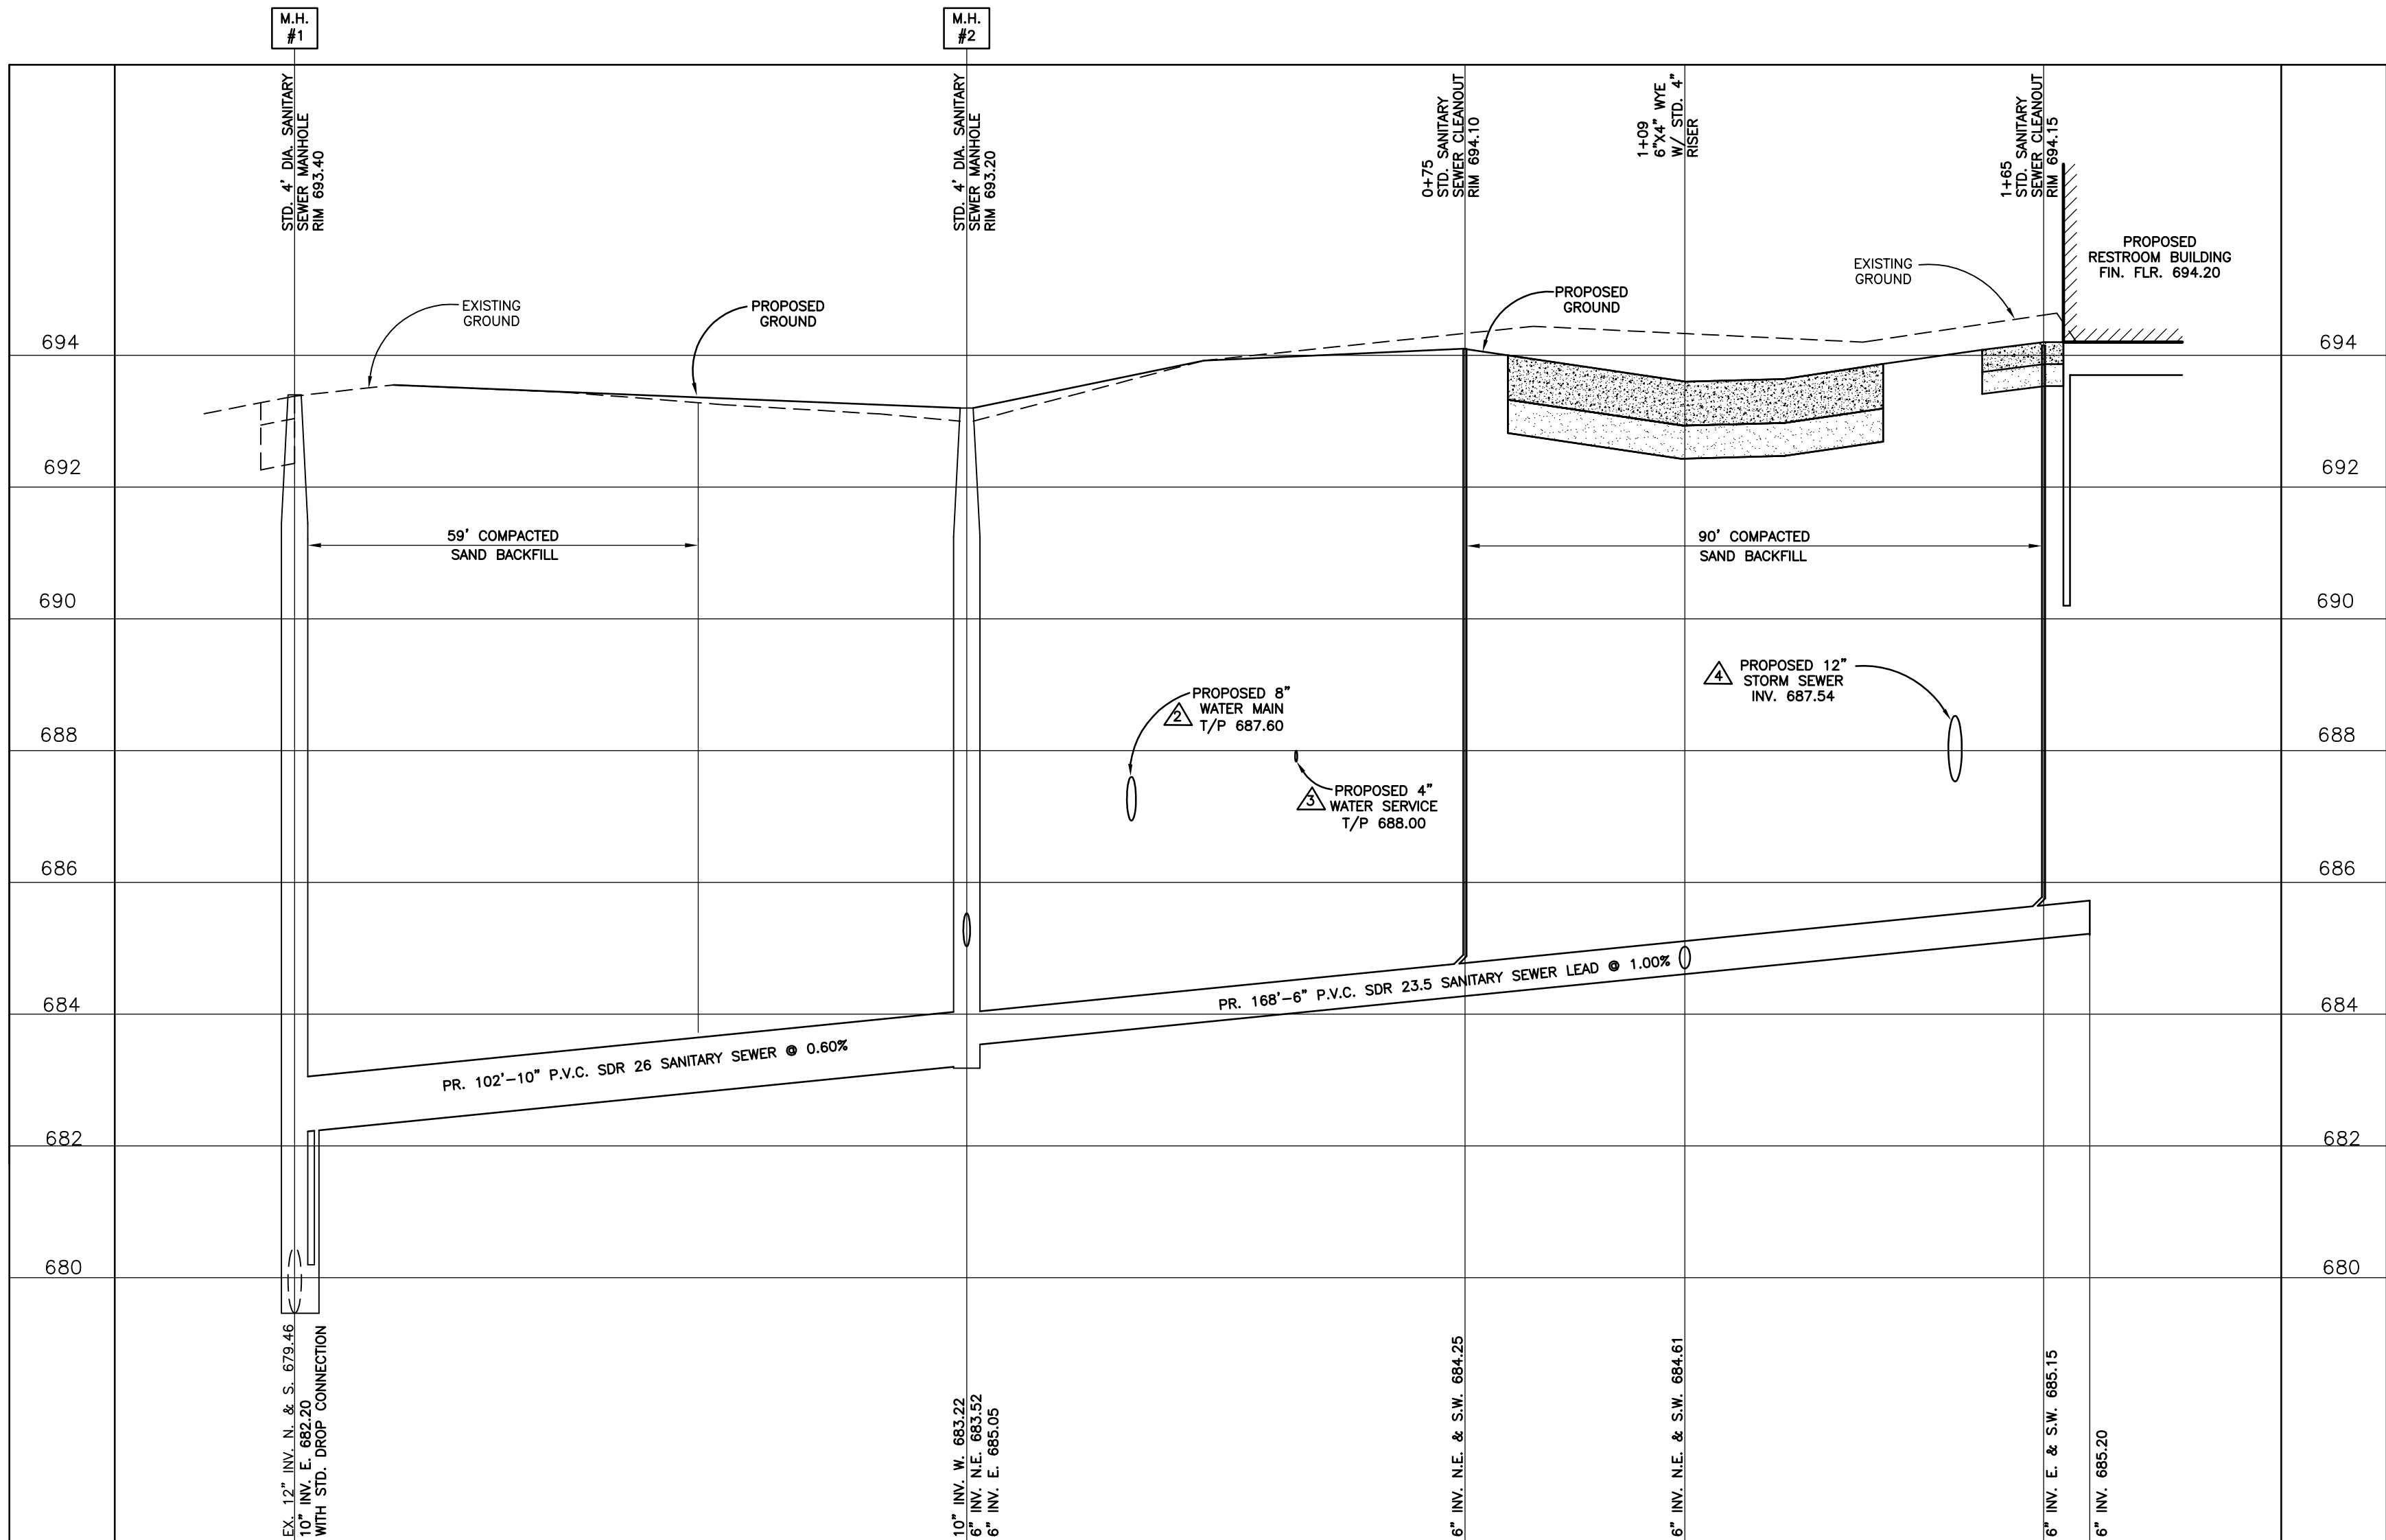 M.H.
#1
M.H.
#2
STD. 4' DIA. SANITARY
SEWER MANHOLE
RIM 693.40
STD. 4' DIA. SANITARY
SEWER MANHOLE
RIM 693.20
0+75
STD. SANITARY
SEWER CLEANOUT
RIM 694.10
1+09
6"X4" WYE
W/ STD. 4"
RISER
1+65
STD. SANITARY
SEWER CLEANOUT
RIM 694.15
PROPOSED
RESTROOM BUILDING
FIN. FLR. 694.20
EXISTING
GROUND
PROPOSED
GROUND
PROPOSED
GROUND
EXISTING
GROUND
694
694
692
692
59' COMPACTED
SAND BACKFILL
90' COMPACTED
SAND BACKFILL
690
690
PROPOSED 8"
WATER MAIN
T/P 687.60
2
4
PROPOSED 12"
STORM SEWER
INV. 687.54
688
688
3
PROPOSED 4"
WATER SERVICE
T/P 688.00
686
686
684
684
PR. 102'-10" P.V.C. SDR 26 SANITARY SEWER @ 0.60%
PR. 168'-6" P.V.C. SDR 23.5 SANITARY SEWER LEAD @ 1.00%
682
682
680
680
EX. 12" INV. N. & S. 679.46
10" INV. E. 682.20
WITH STD. DROP CONNECTION
10" INV. W. 683.22
6" INV. N.E. 683.52
6" INV. E. 685.05
6" INV. N.E. & S.W. 684.25
6" INV. N.E. & S.W. 684.61
6" INV. E. & S.W. 685.15
6" INV. 685.20